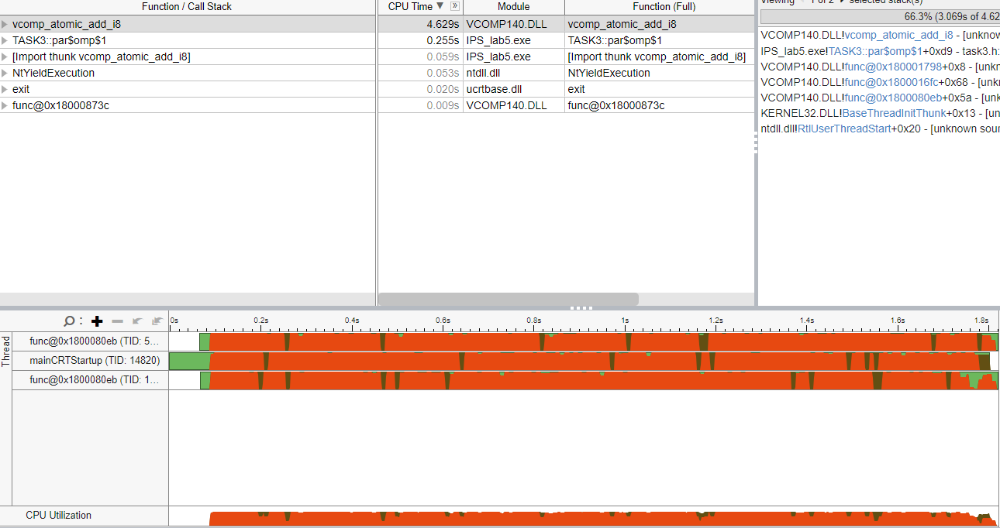 Function / Call Stack
CPU Time
Module
Function (Full)
Viewing 1 of 2 selected stack(s)
vcomp_atomic_add_i8 4.629s VCOMP140.DLL vcomp_atomic_add_i8
TASK3::par$omp$1 0.255s IPS_lab5.exe TASK3::par$omp$1
[Import thunk vcomp_atomic_add_i8] 0.059s IPS_lab5.exe [Import thunk vcomp_atomic_add_i8]
NtYieldExecution 0.053s ntdll.dll NtYieldExecution
exit 0.020s ucrtbase.dll exit
func@0x18000873c 0.009s VCOMP140.DLL func@0x18000873c
66.3% (3.069s of 4.62
VCOMP140.DLL!vcomp_atomic_add_i8 - [unknow
IPS_lab5.exe!TASK3::par$omp$1+0xd9 - task3.h:
VCOMP140.DLL!func@0x180001798+0x8 - [unkn
VCOMP140.DLL!func@0x1800016fc+0x68 - [unk
VCOMP140.DLL!func@0x1800080eb+0x5a - [unk
KERNEL32.DLL!BaseThreadInitThunk+0x13 - [un
ntdll.dll!RtlUserThreadStart+0x20 - [unknown sour
0s 0.2s 0.4s 0.6s 0.8s 1s 1.2s 1.4s 1.6s 1.8s
Thread
func@0x1800080eb (TID: 5...
mainCRTStartup (TID: 14820)
func@0x1800080eb (TID: 1...
CPU Utilization